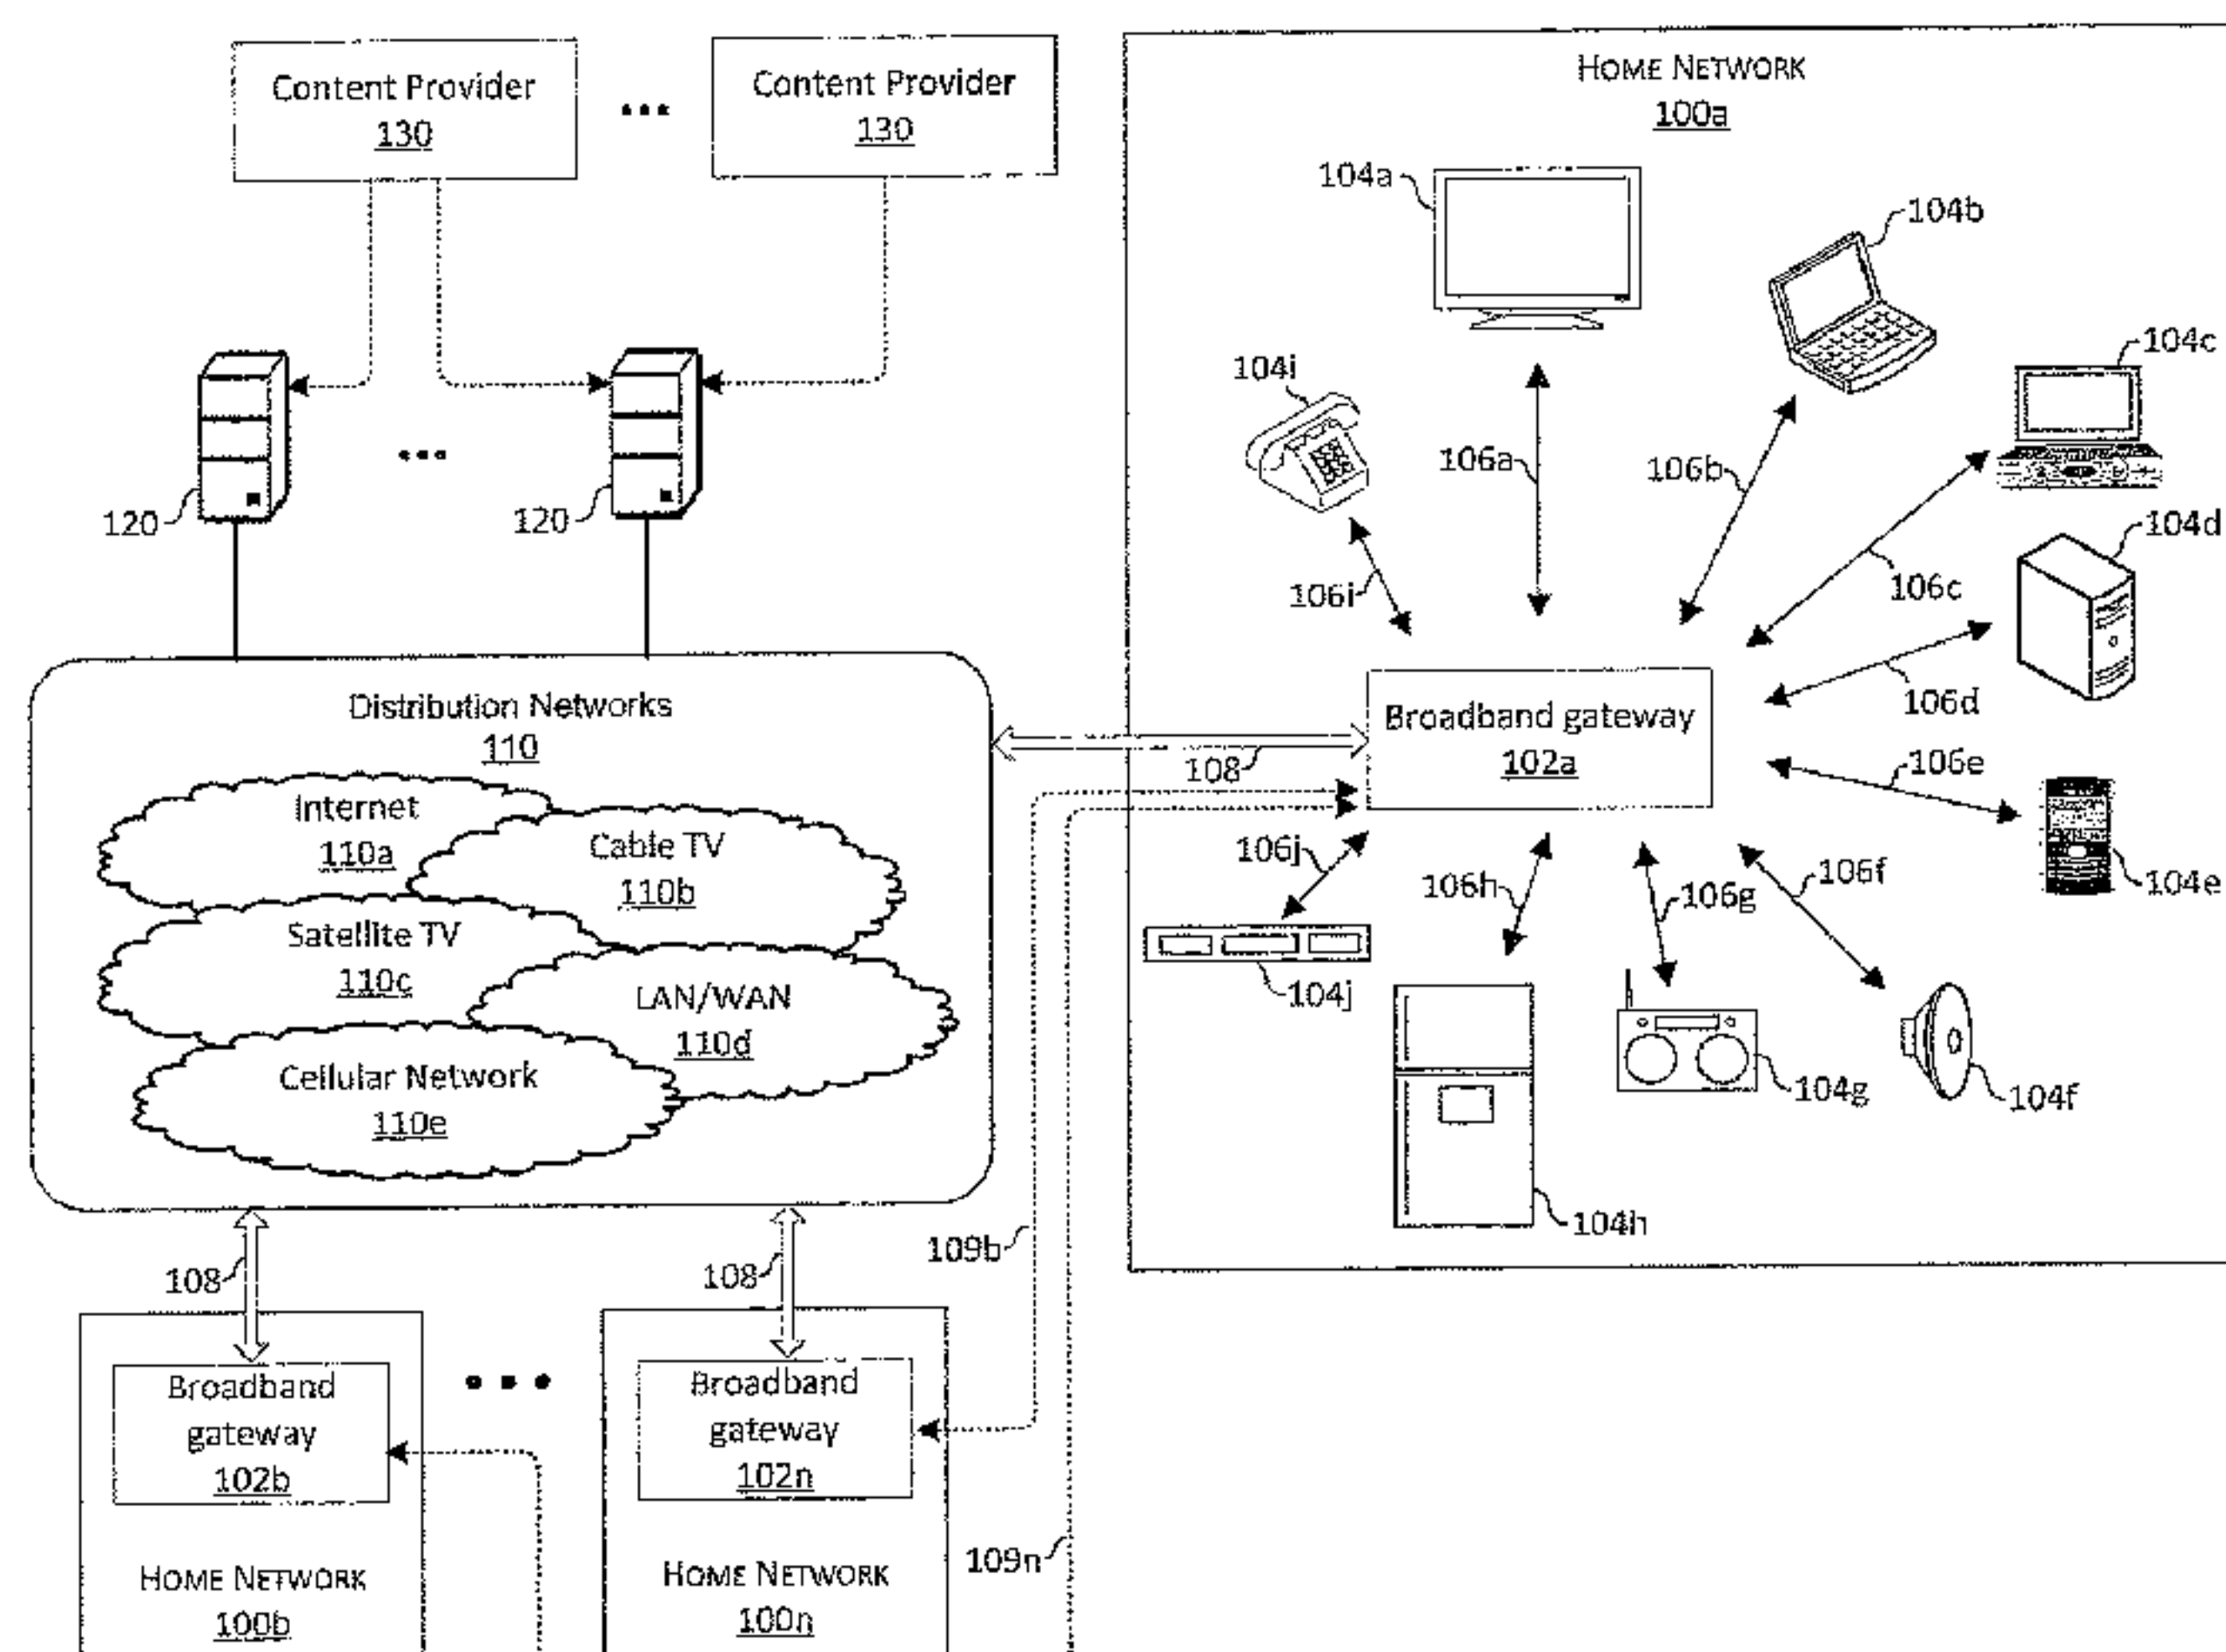 Content Provider
130
...
Content Provider
130
120
...
120
Distribution Networks
110
Internet
110a
Cable TV
110b
Satellite TV
110c
LAN/WAN
110d
Cellular Network
110e
108
108
108
109b
109n
Broadband
gateway
102b
HOME NETWORK
100b
...
Broadband
gateway
102n
HOME NETWORK
100n
HOME NETWORK
100a
104a
104b
104c
104d
104e
104f
104g
104h
104i
104j
106a
106b
106c
106d
106e
106f
106g
106h
106i
106j
Broadband gateway
102a